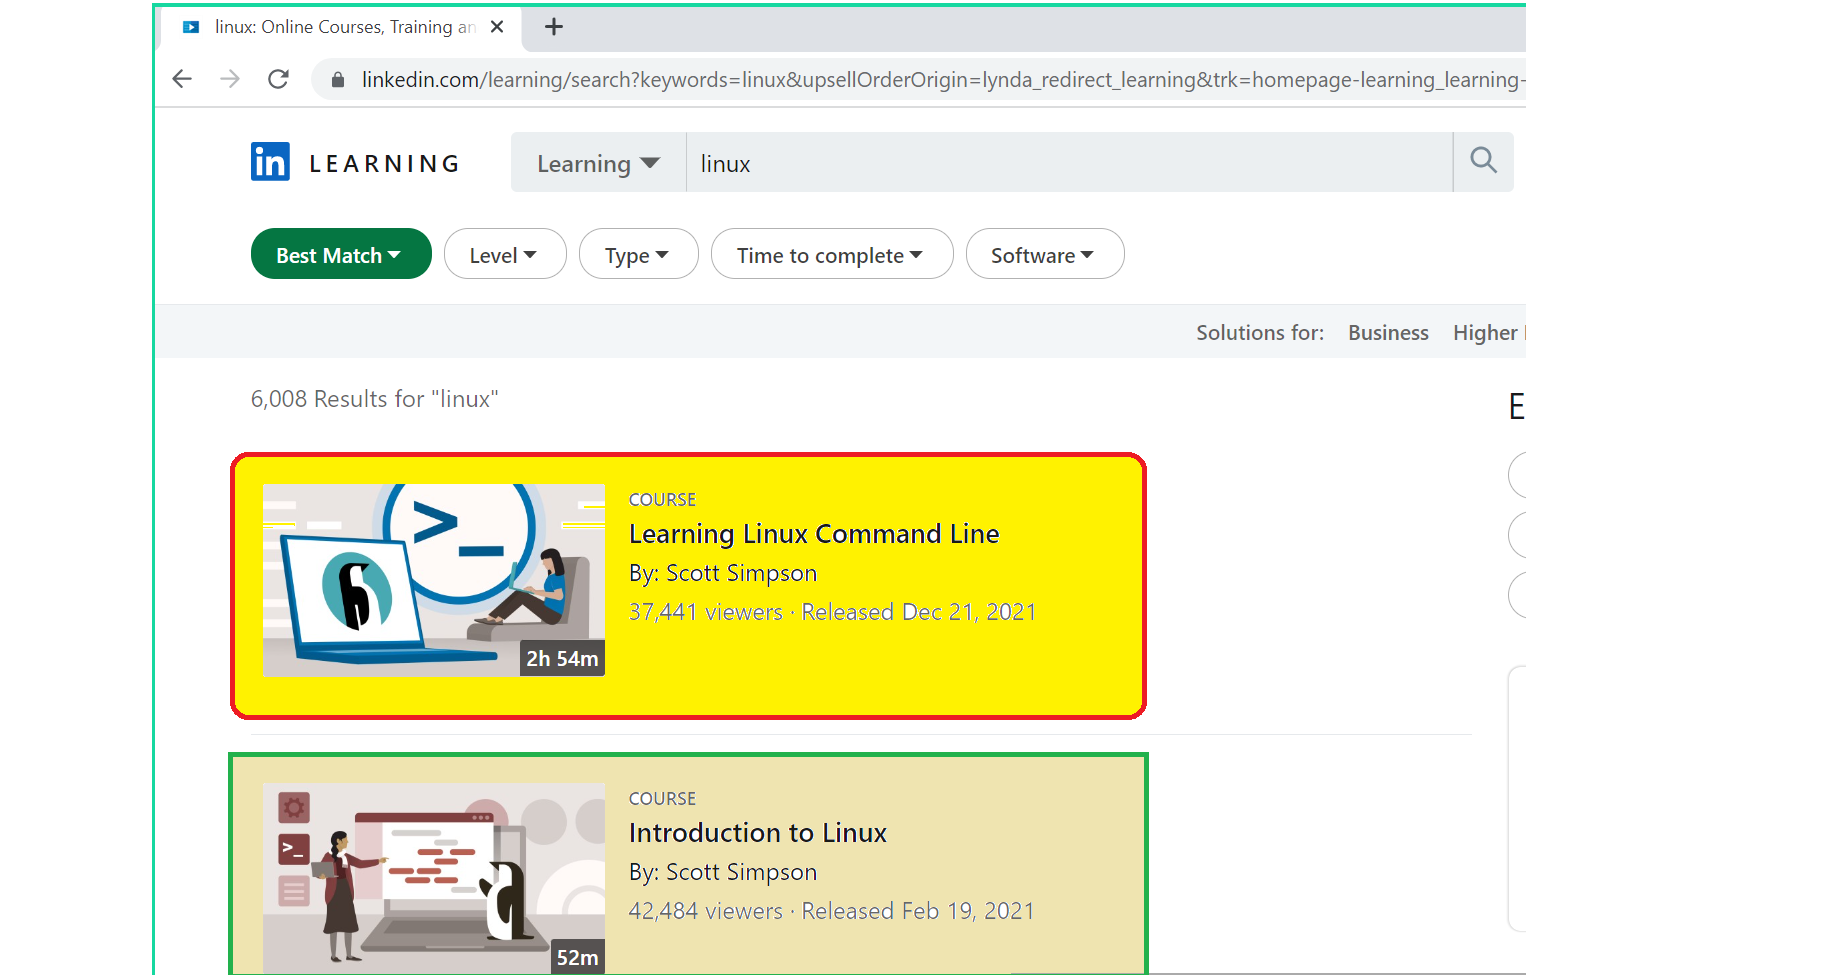 linux: Online Courses, Training an
linkedin.com/learning/search?keywords=linux&upsellOrderOrigin=lynda_redirect_learning&trk=homepage-learning_learning-
in LEARNING
Learning
linux
Best Match
Level
Type
Time to complete
Software
Solutions for: Business Higher
6,008 Results for "linux"
E
>_
2h 54m
COURSE
Learning Linux Command Line
By: Scott Simpson
37,441 viewers · Released Dec 21, 2021
>_
52m
COURSE
Introduction to Linux
By: Scott Simpson
42,484 viewers · Released Feb 19, 2021